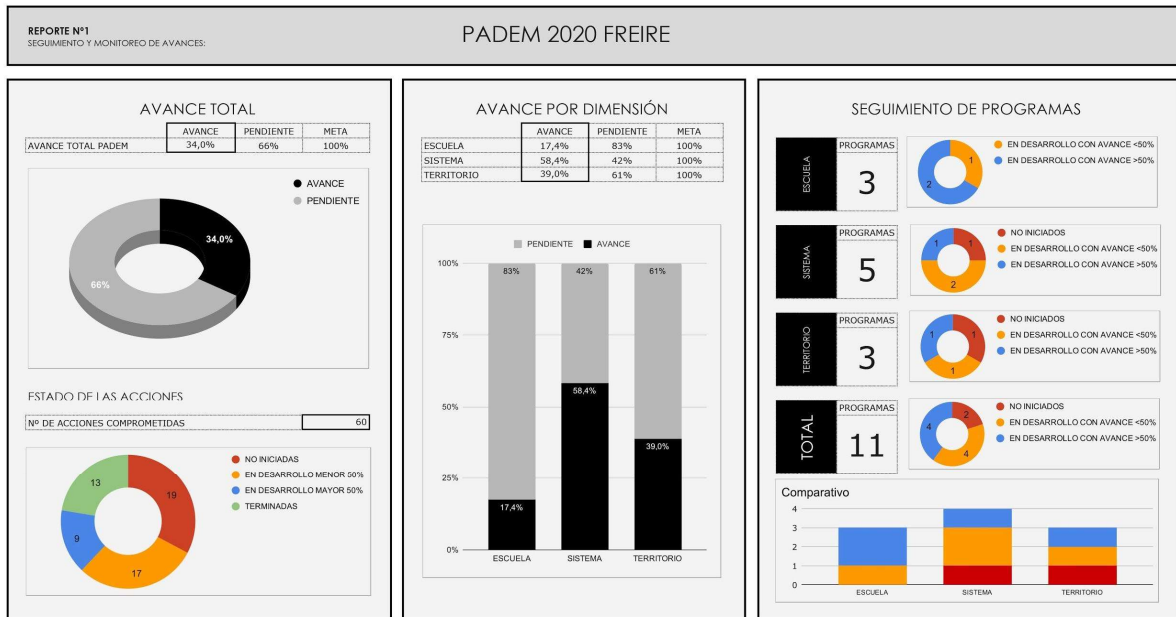 REPORTE Nº1
SEGUIMIENTO Y MONITOREO DE AVANCES:
PADEM 2020 FREIRE
AVANCE TOTAL
AVANCE PENDIENTE META
AVANCE TOTAL PADEM 34,0% 66% 100%
AVANCE
PENDIENTE
34,0%
66%
ESTADO DE LAS ACCIONES
Nº DE ACCIONES COMPROMETIDAS 60
NO INICIADAS
EN DESARROLLO MENOR 50%
EN DESARROLLO MAYOR 50%
TERMINADAS
13
19
9
17
AVANCE POR DIMENSIÓN
AVANCE PENDIENTE META
ESCUELA 17,4% 83% 100%
SISTEMA 58,4% 42% 100%
TERRITORIO 39,0% 61% 100%
PENDIENTE AVANCE
100%
83% 42% 61%
75%
58,4%
50%
39,0%
25%
17,4%
0%
ESCUELA SISTEMA TERRITORIO
SEGUIMIENTO DE PROGRAMAS
ESCUELA
PROGRAMAS
3
1
2
EN DESARROLLO CON AVANCE <50%
EN DESARROLLO CON AVANCE >50%
SISTEMA
PROGRAMAS
5
1 1
2
NO INICIADOS
EN DESARROLLO CON AVANCE <50%
EN DESARROLLO CON AVANCE >50%
TERRITORIO
PROGRAMAS
3
1 1
1
NO INICIADOS
EN DESARROLLO CON AVANCE <50%
EN DESARROLLO CON AVANCE >50%
TOTAL
PROGRAMAS
11
2
4
4
NO INICIADOS
EN DESARROLLO CON AVANCE <50%
EN DESARROLLO CON AVANCE >50%
Comparativo
4
3
2
1
0
ESCUELA SISTEMA TERRITORIO